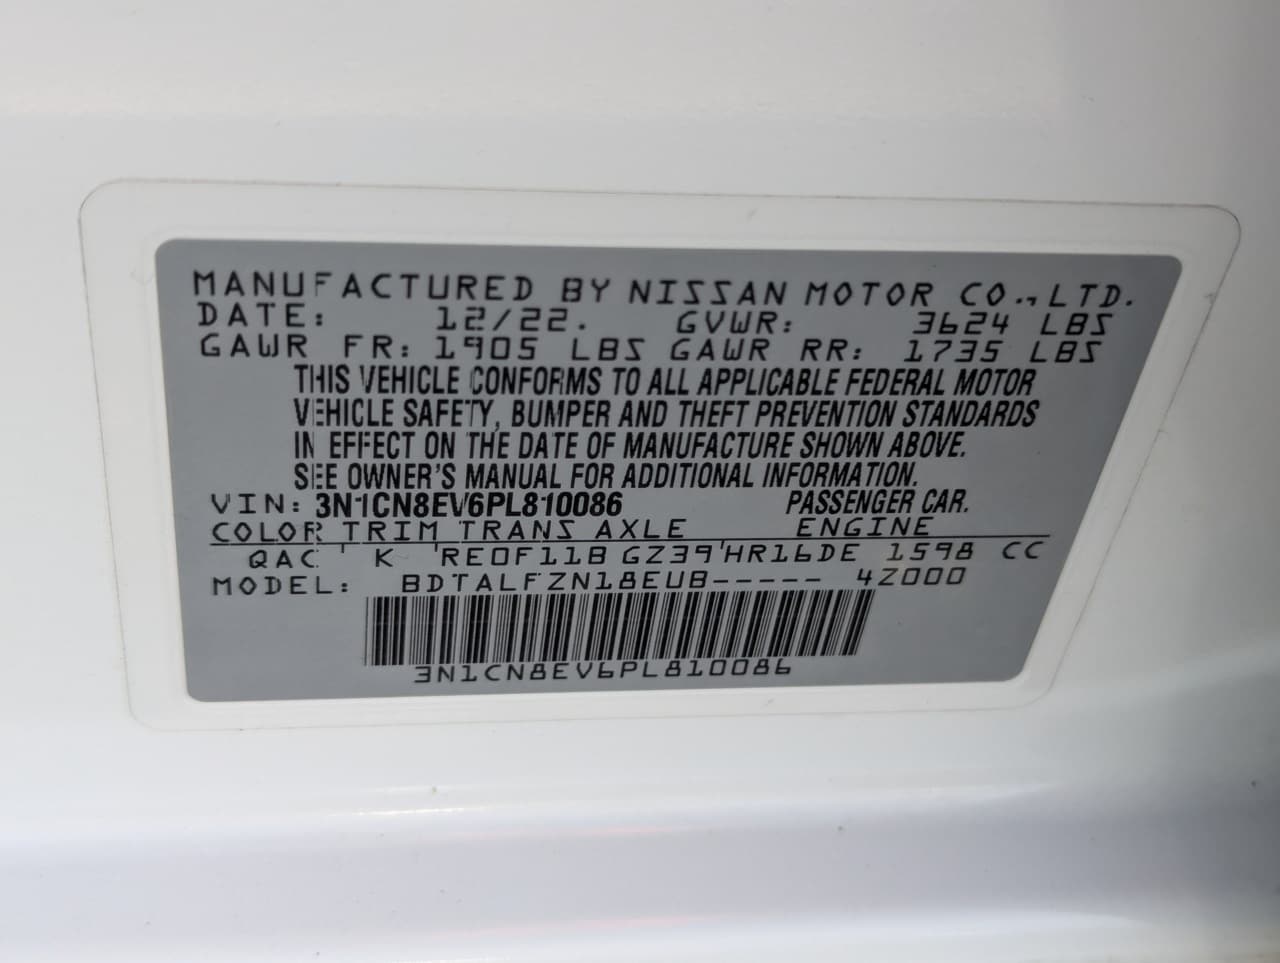 MANUFACTURED BY NISSAN MOTOR CO., LTD.
DATE: 12/22. GVWR: 3624 LBS
GAWR FR: 1905 LBS GAWR RR: 1735 LBS
THIS VEHICLE CONFORMS TO ALL APPLICABLE FEDERAL MOTOR
VEHICLE SAFETY, BUMPER AND THEFT PREVENTION STANDARDS
IN EFFECT ON THE DATE OF MANUFACTURE SHOWN ABOVE.
SEE OWNER'S MANUAL FOR ADDITIONAL INFORMATION.
VIN: 3N1CN8EV6PL810086 PASSENGER CAR.
COLOR TRIM TRANS AXLE ENGINE
QAC ' K 'RE0F11B GZ39'HR16DE 1598 CC
MODEL: BDTALFZN18EUB----- 4Z000
3N1CN8EV6PL810086